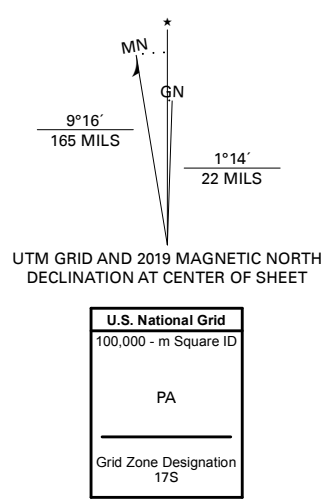 ★
MN
GN
9°16´
165 MILS
1°14´
22 MILS
UTM GRID AND 2019 MAGNETIC NORTH
DECLINATION AT CENTER OF SHEET
U.S. National Grid
100,000 - m Square ID
PA
Grid Zone Designation
17S